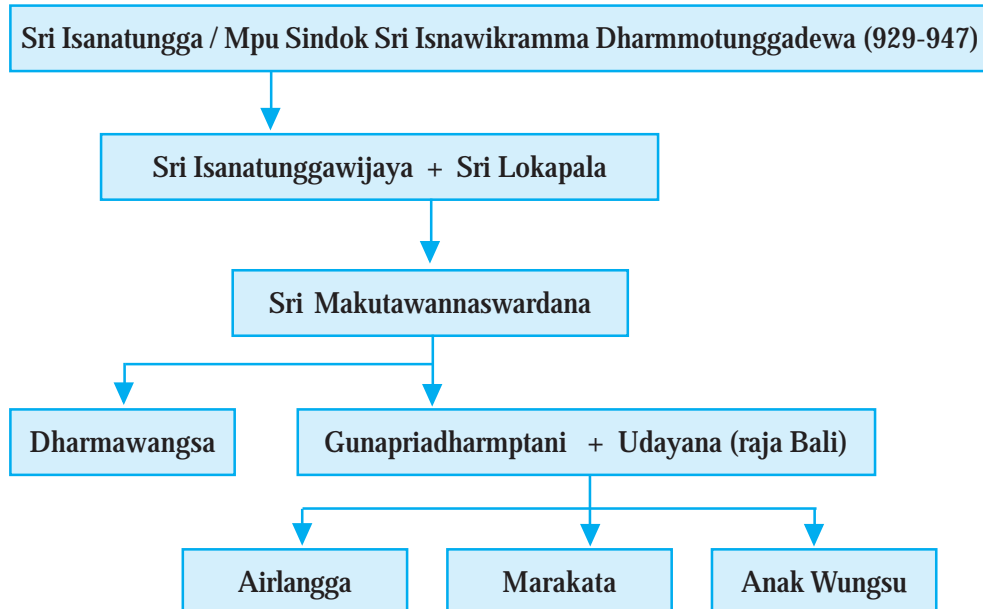 Sri Isanatungga / Mpu Sindok Sri Isnawikramma Dharmmotunggadewa (929-947)
Sri Isanatunggawijaya + Sri Lokapala
Sri Makutawannaswardana
Dharmawangsa
Gunapriadharmptani + Udayana (raja Bali)
Airlangga
Marakata
Anak Wungsu